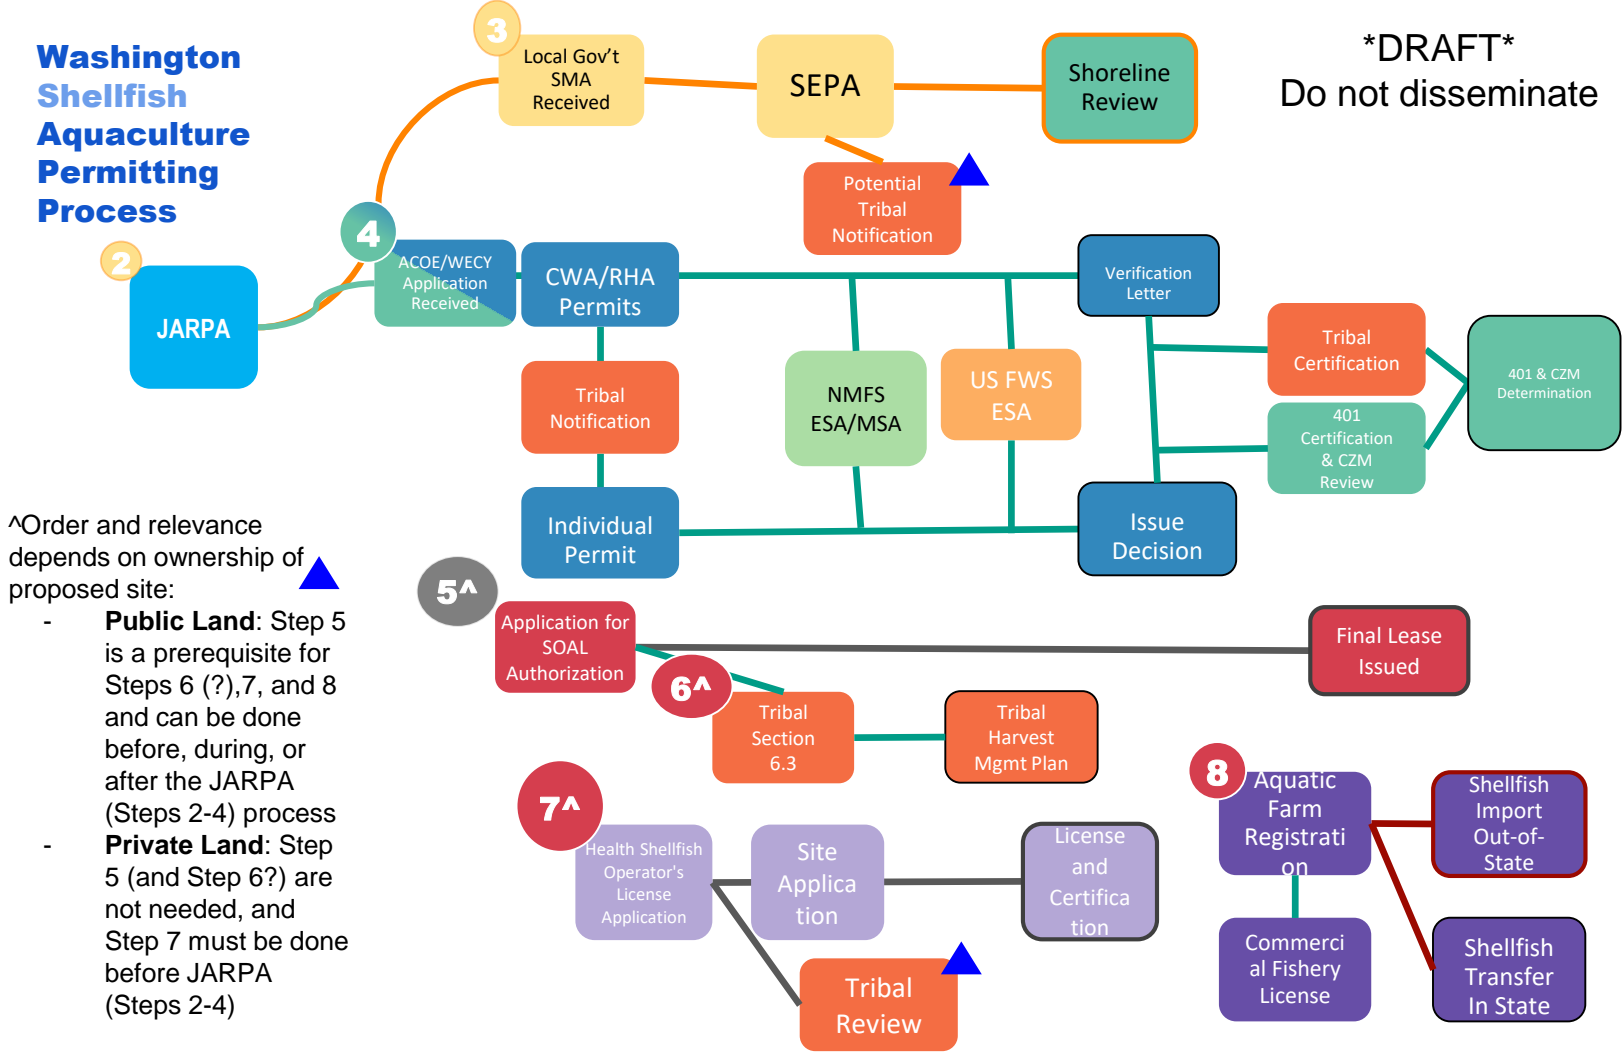 Washington
Shellfish
Aquaculture
Permitting
Process
*DRAFT*
Do not disseminate
3
Local Gov't
SMA
Received
SEPA
Shoreline
Review
Potential
Tribal
Notification
2
JARPA
4
ACOE/WECY
Application
Received
CWA/RHA
Permits
Verification
Letter
Tribal
Notification
NMFS
ESA/MSA
US FWS
ESA
Tribal
Certification
401
Certification
& CZM
Review
401 & CZM
Determination
Individual
Permit
Issue
Decision
^Order and relevance
depends on ownership of
proposed site:
- Public Land: Step 5
is a prerequisite for
Steps 6 (?),7, and 8
and can be done
before, during, or
after the JARPA
(Steps 2-4) process
- Private Land: Step
5 (and Step 6?) are
not needed, and
Step 7 must be done
before JARPA
(Steps 2-4)
5^
Application for
SOAL
Authorization
Final Lease
Issued
6^
Tribal
Section
6.3
Tribal
Harvest
Mgmt Plan
7^
Health Shellfish
Operator's
License
Application
Site
Applica
tion
License
and
Certifica
tion
Tribal
Review
8
Aquatic
Farm
Registrati
on
Shellfish
Import
Out-of-
State
Commerci
al Fishery
License
Shellfish
Transfer
In State